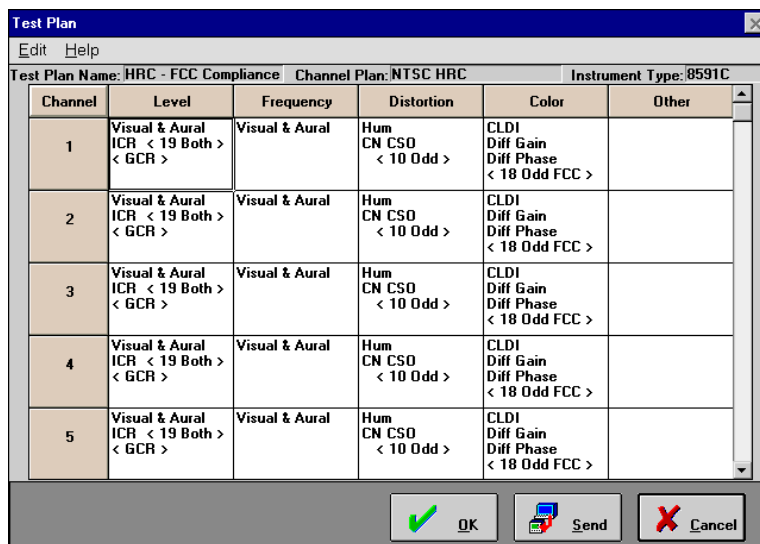 Test Plan
Edit Help
Test Plan Name: HRC - FCC Compliance Channel Plan: NTSC HRC Instrument Type: 8591C
Channel Level Frequency Distortion Color Other
1
Visual & Aural
ICR < 19 Both >
< GCR >
Visual & Aural
Hum
CN CSO
< 10 Odd >
CLDI
Diff Gain
Diff Phase
< 18 Odd FCC >
2
Visual & Aural
ICR < 19 Both >
< GCR >
Visual & Aural
Hum
CN CSO
< 10 Odd >
CLDI
Diff Gain
Diff Phase
< 18 Odd FCC >
3
Visual & Aural
ICR < 19 Both >
< GCR >
Visual & Aural
Hum
CN CSO
< 10 Odd >
CLDI
Diff Gain
Diff Phase
< 18 Odd FCC >
4
Visual & Aural
ICR < 19 Both >
< GCR >
Visual & Aural
Hum
CN CSO
< 10 Odd >
CLDI
Diff Gain
Diff Phase
< 18 Odd FCC >
5
Visual & Aural
ICR < 19 Both >
< GCR >
Visual & Aural
Hum
CN CSO
< 10 Odd >
CLDI
Diff Gain
Diff Phase
< 18 Odd FCC >
OK Send Cancel